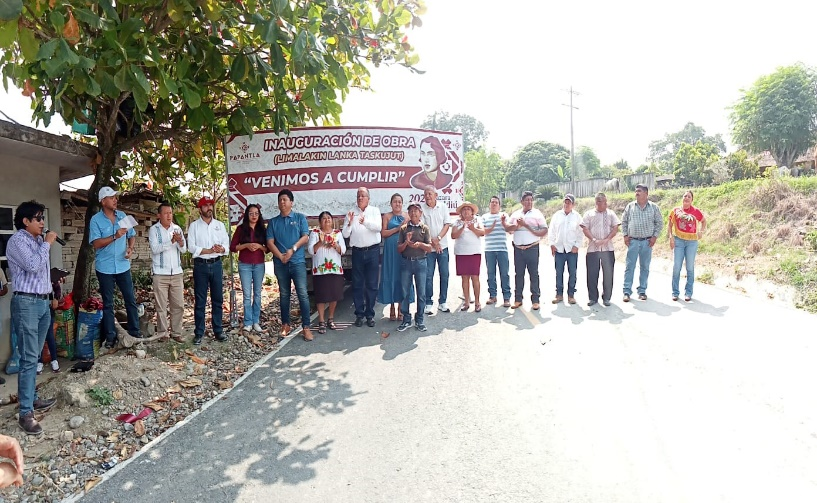 PAPANTLA
INAUGURACIÓN DE OBRA
(LIMALAKIN LANKA TASKUJUT)
“VENIMOS A CUMPLIR”